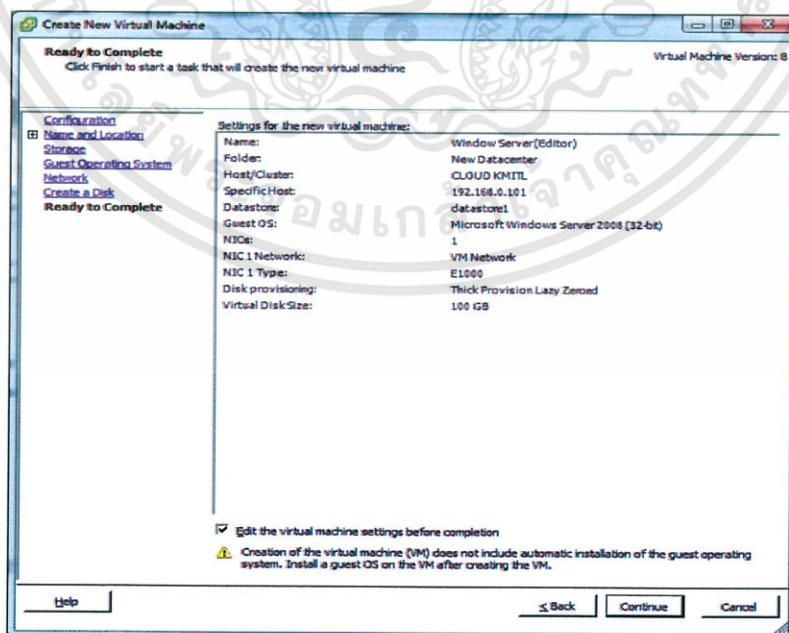 Create New Virtual Machine
Ready to Complete
Click Finish to start a task that will create the new virtual machine
Virtual Machine Version: 8
Configuration
Name and Location
Storage
Guest Operating System
Network
Create a Disk
Ready to Complete
Settings for the new virtual machine:
Name: Window Server(Editor)
Folder: New Datacenter
Host/Cluster: CLOUD KMITL
Specific Host: 192.168.0.101
Datastore: datastore1
Guest OS: Microsoft Windows Server 2008 (32-bit)
NICs: 1
NIC 1 Network: VM Network
NIC 1 Type: E1000
Disk provisioning: Thick Provision Lazy Zeroed
Virtual Disk Size: 100 GB
Edit the virtual machine settings before completion
Creation of the virtual machine (VM) does not include automatic installation of the guest operating
system. Install a guest OS on the VM after creating the VM.
Help
< Back
Continue
Cancel